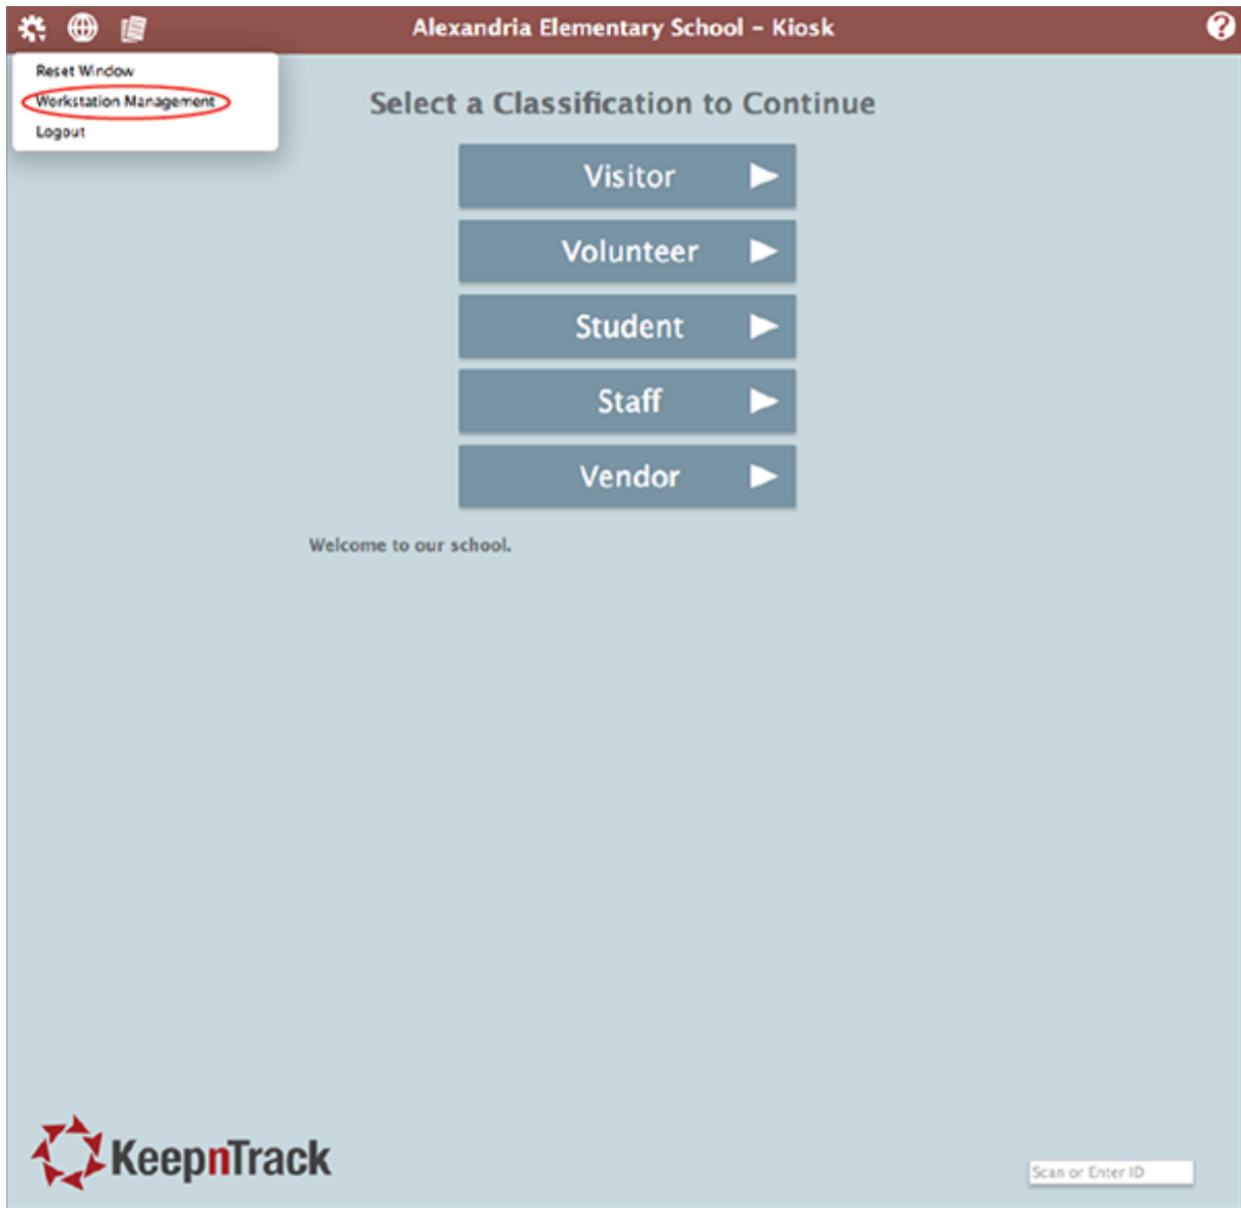 Alexandria Elementary School – Kiosk
?
Reset Window
Workstation Management
Logout
Select a Classification to Continue
Visitor
Volunteer
Student
Staff
Vendor
Welcome to our school.
KeepnTrack
Scan or Enter ID